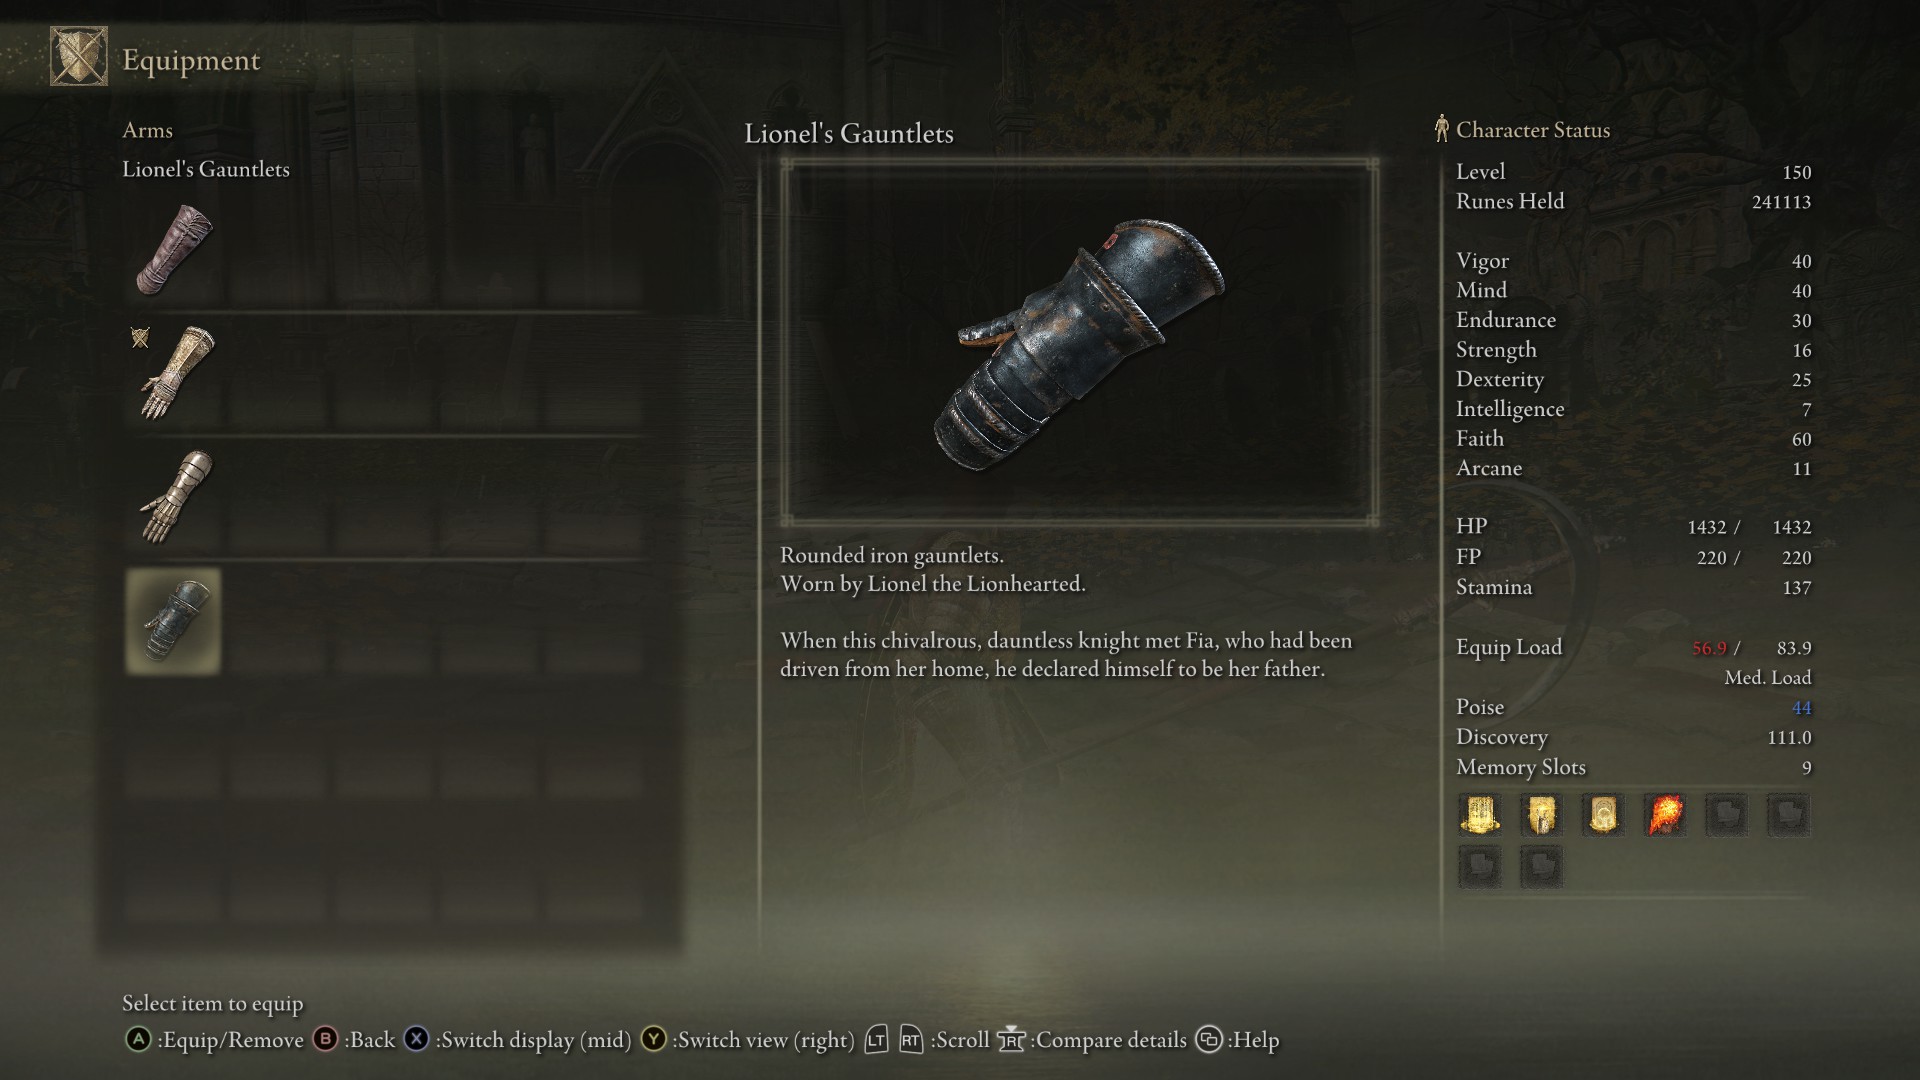 Equipment
Arms
Lionel's Gauntlets
Lionel's Gauntlets
Rounded iron gauntlets.
Worn by Lionel the Lionhearted.
When this chivalrous, dauntless knight met Fia, who had been
driven from her home, he declared himself to be her father.
Character Status
Level 150
Runes Held 241113
Vigor 40
Mind 40
Endurance 30
Strength 16
Dexterity 25
Intelligence 7
Faith 60
Arcane 11
HP 1432 / 1432
FP 220 / 220
Stamina 137
Equip Load 56.9 / 83.9
Med. Load
Poise 44
Discovery 111.0
Memory Slots 9
Select item to equip
A :Equip/Remove B :Back X :Switch display (mid) Y :Switch view (right) LT RT :Scroll R :Compare details :Help